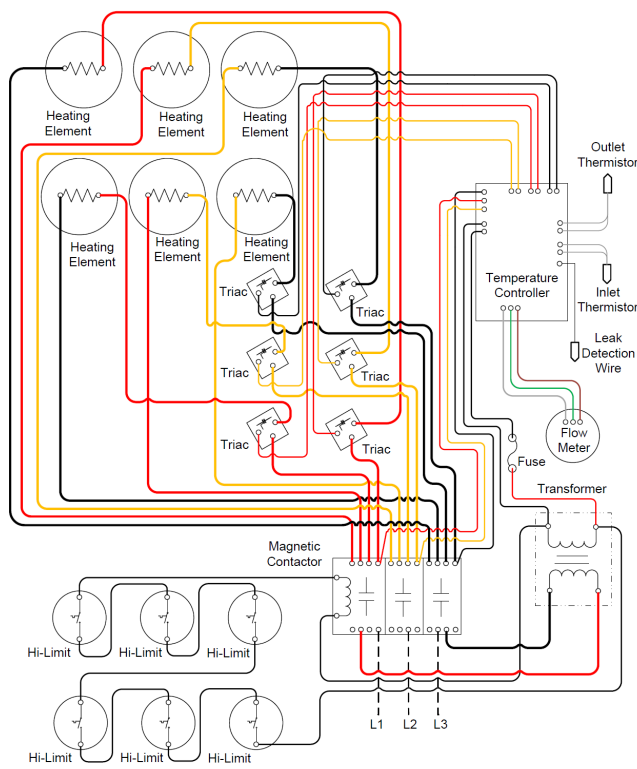 Heating
Element
Heating
Element
Heating
Element
Heating
Element
Heating
Element
Heating
Element
Outlet
Thermistor
Temperature
Controller
Inlet
Thermistor
Leak
Detection
Wire
Triac
Triac
Triac
Triac
Triac
Triac
Flow
Meter
Fuse
Transformer
Magnetic
Contactor
Hi-Limit
Hi-Limit
Hi-Limit
Hi-Limit
Hi-Limit
Hi-Limit
L1
L2
L3